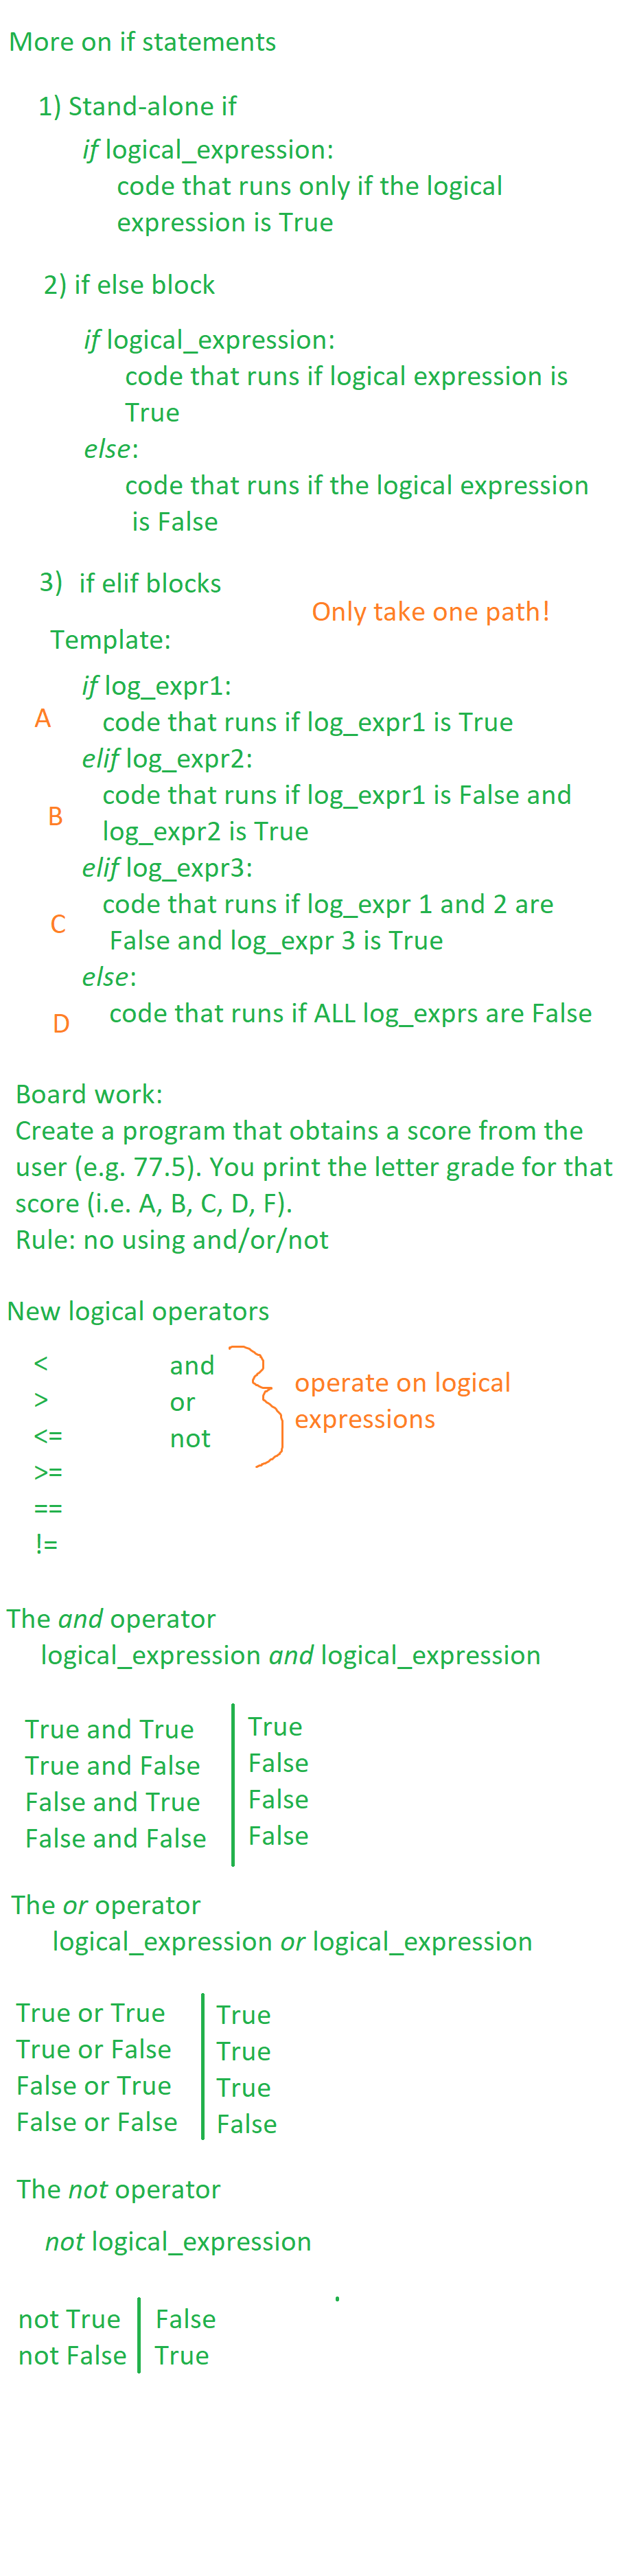 More on if statements
1) Stand-alone if
if logical_expression:
code that runs only if the logical
expression is True
2) if else block
if logical_expression:
code that runs if logical expression is
True
else:
code that runs if the logical expression
is False
3) if elif blocks
Only take one path!
Template:
if log_expr1:
A
code that runs if log_expr1 is True
elif log_expr2:
code that runs if log_expr1 is False and
B
log_expr2 is True
elif log_expr3:
code that runs if log_expr 1 and 2 are
C
False and log_expr 3 is True
else:
code that runs if ALL log_exprs are False
D
Board work:
Create a program that obtains a score from the
user (e.g. 77.5). You print the letter grade for that
score (i.e. A, B, C, D, F).
Rule: no using and/or/not
New logical operators
<
>
<=
>=
==
!=
and
or
not
operate on logical
expressions
The and operator
logical_expression and logical_expression
True and True True
True and False False
False and True False
False and False False
The or operator
logical_expression or logical_expression
True or True True
True or False True
False or True True
False or False False
The not operator
not logical_expression
not True False
not False True